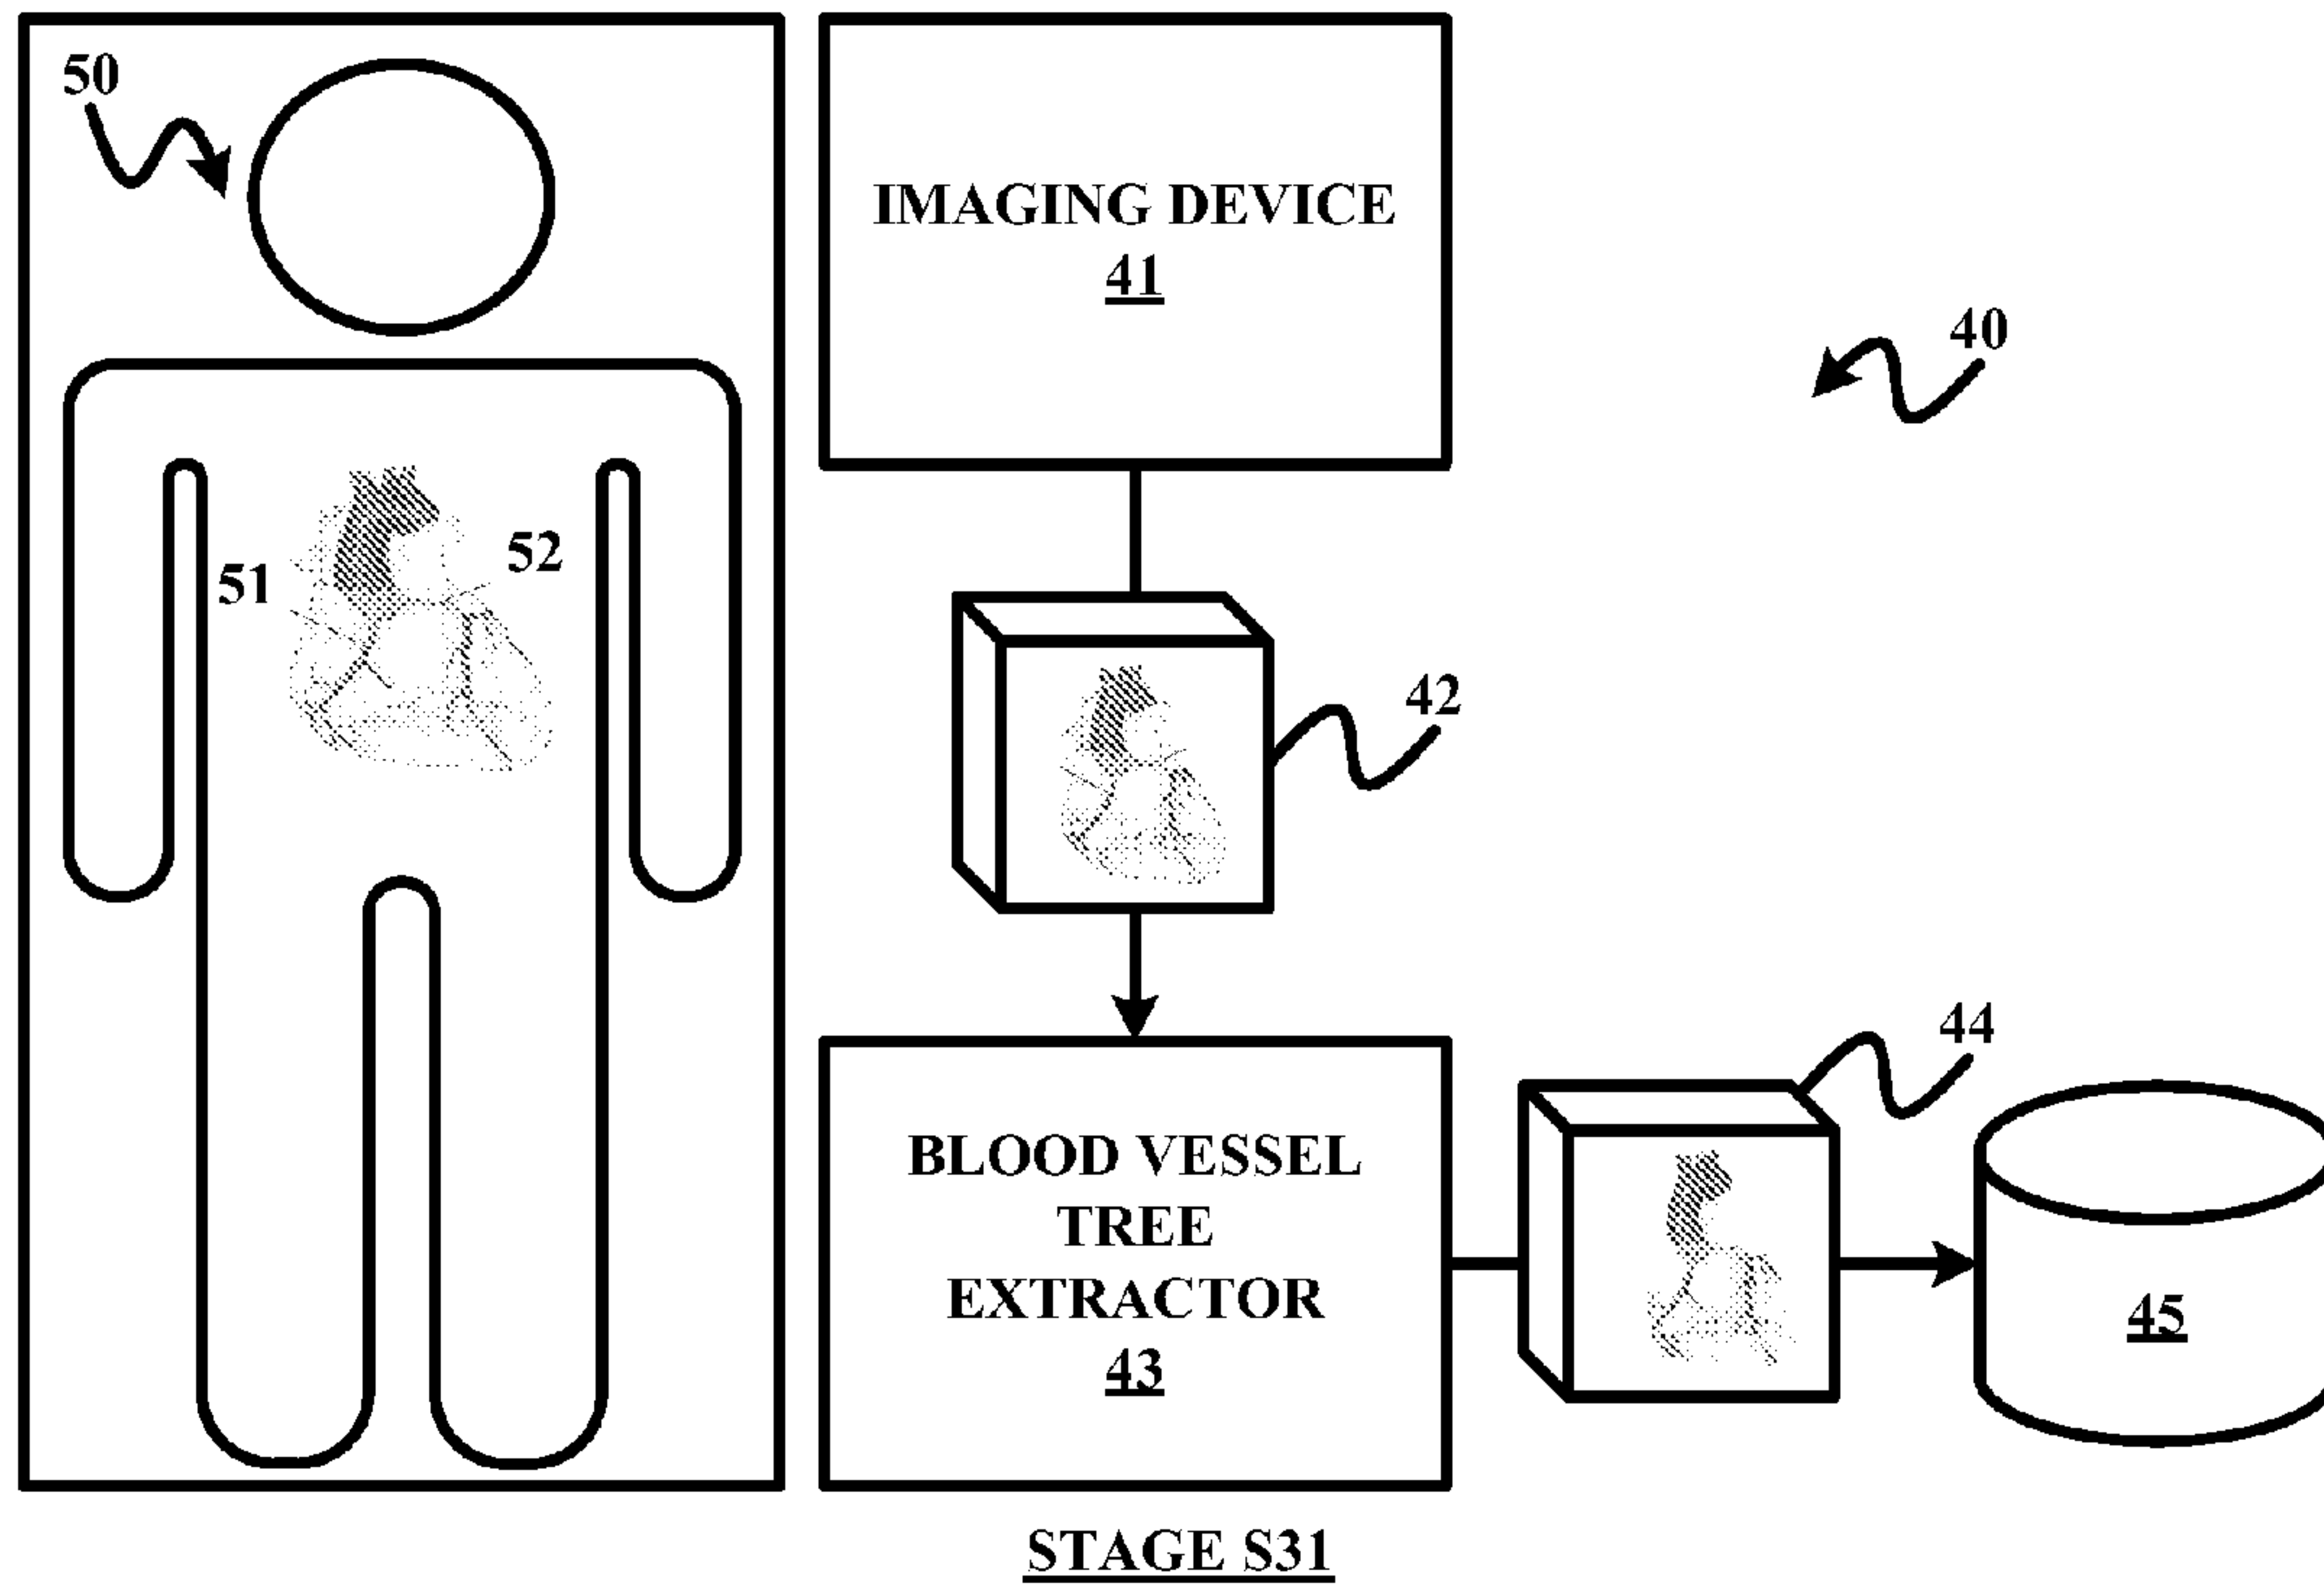 50
IMAGING DEVICE
41
40
51
52
42
44
BLOOD VESSEL
TREE
EXTRACTOR
43
45
STAGE S31